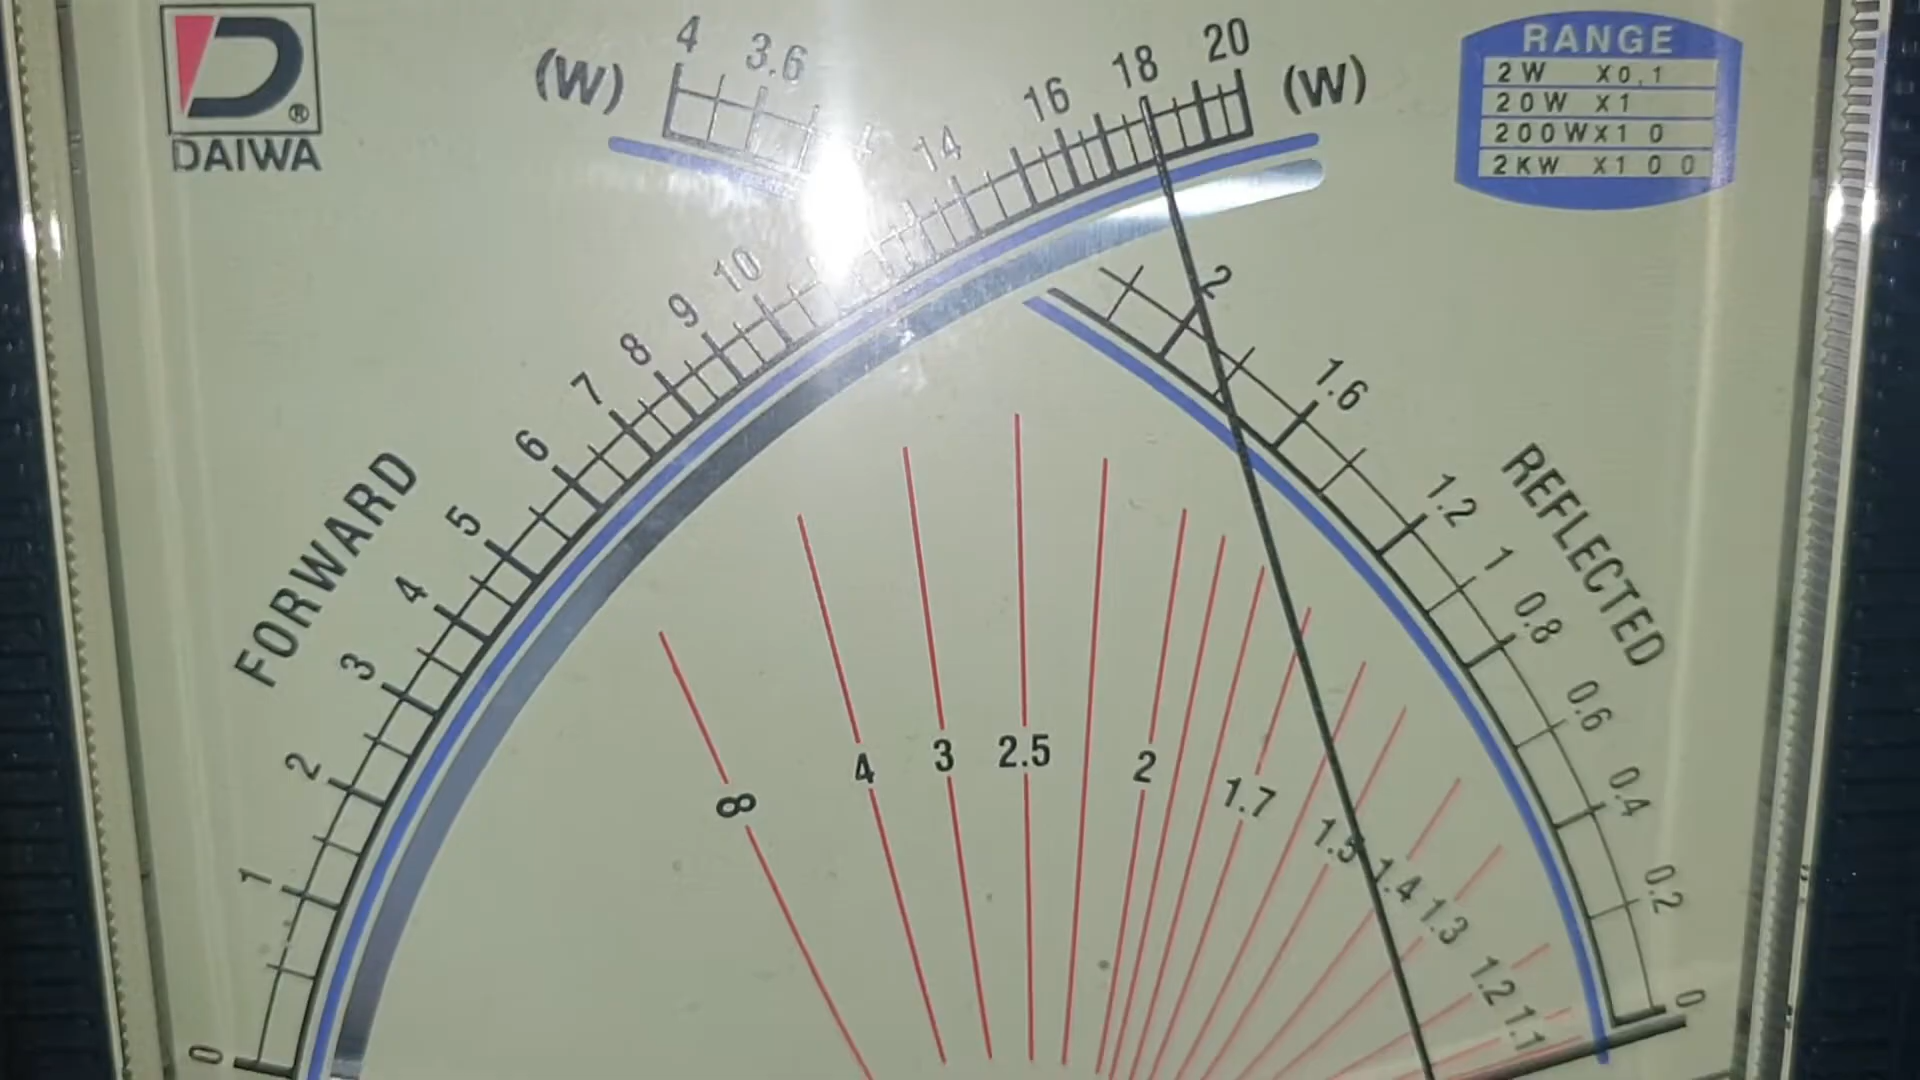 D®
DAIWA
(W) 4 3.6
14 16 18 20 (W)
RANGE
2W X0.1
20W X1
200W X10
2KW X100
FORWARD
0 1 2 3 4 5 6 7 8 9 10
REFLECTED
2 1.6 1.2 1 0.8 0.6 0.4 0.2 0
∞ 4 3 2.5 2 1.7 1.5 1.4 1.3 1.2 1.1